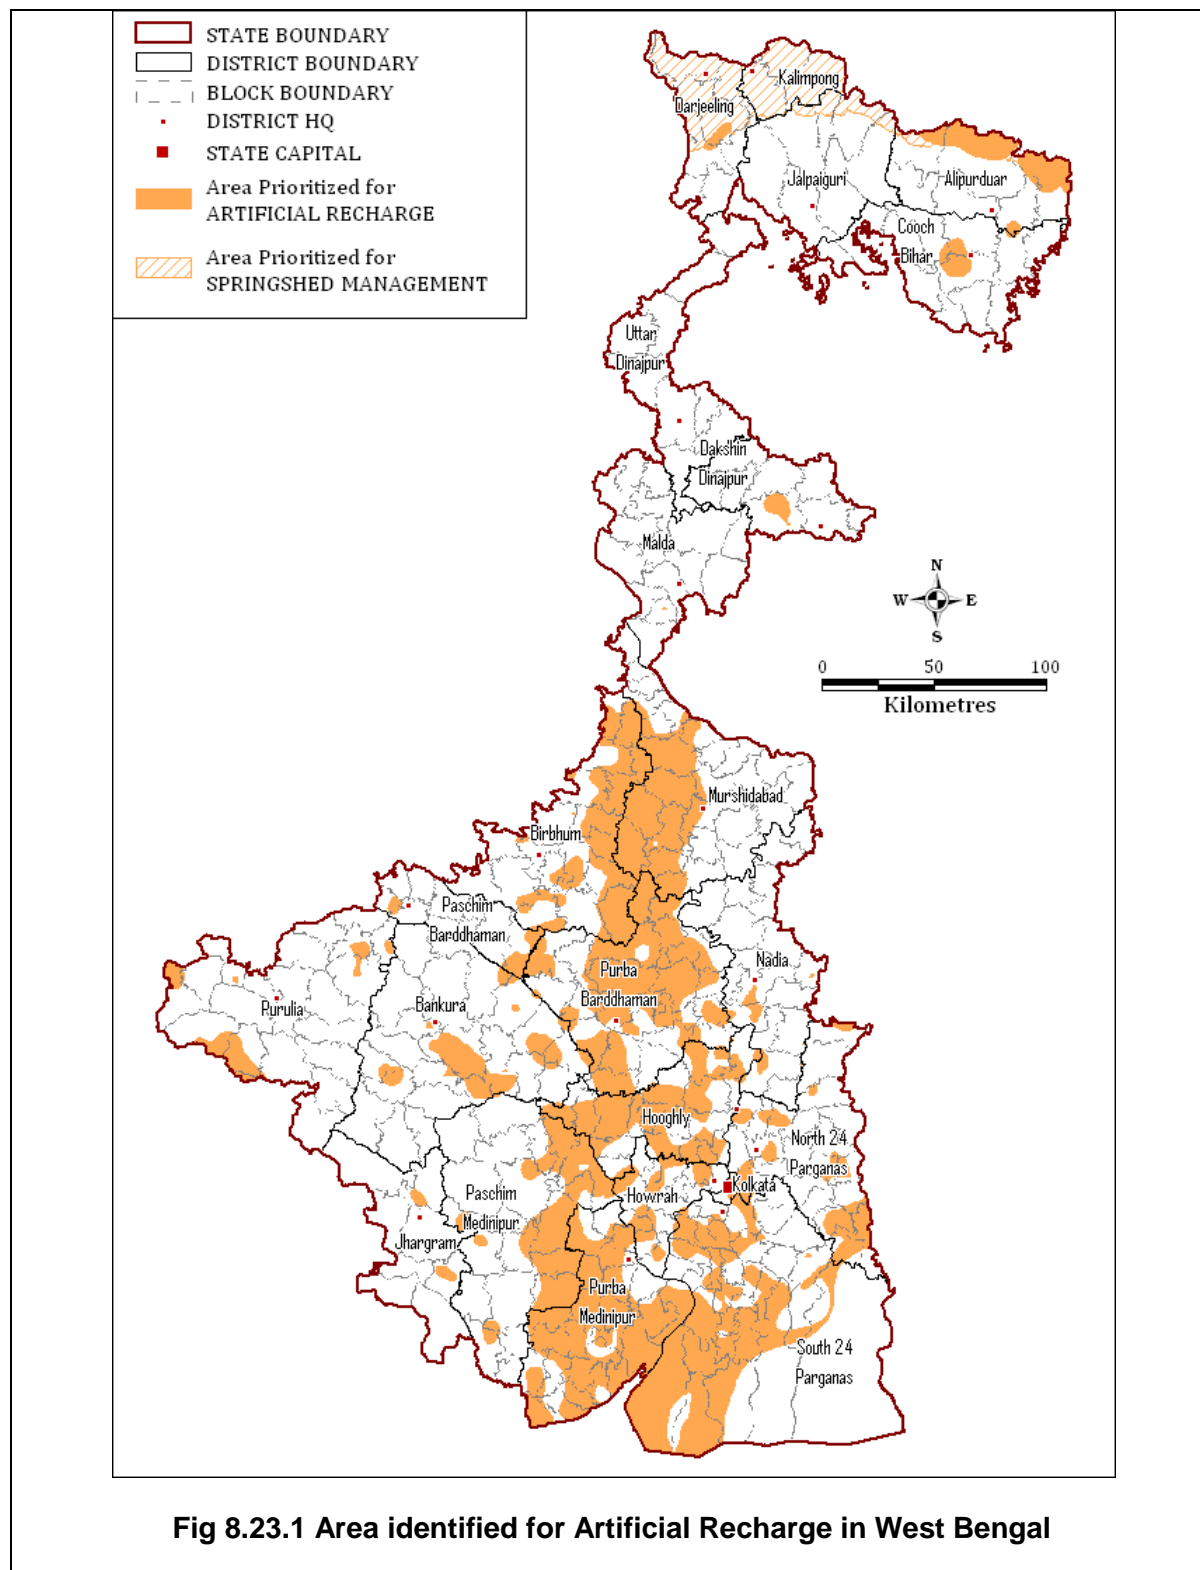 STATE BOUNDARY
DISTRICT BOUNDARY
BLOCK BOUNDARY
DISTRICT HQ
STATE CAPITAL
Area Prioritized for
ARTIFICIAL RECHARGE
Area Prioritized for
SPRINGSHED MANAGEMENT
Kalimpong
Darjeeling
Jalpaiguri
Alipurduar
Cooch
Bihar
Uttar
Dinajpur
Dakshin
Dinajpur
Malda
N
W E
S
0 50 100
Kilometres
Murshidabad
Birbhum
Paschim
Barddhaman
Nadia
Purba
Barddhaman
Purulia
Bankura
Hooghly
North 24
Parganas
Kolkata
Howrah
Paschim
Medinipur
Jhargram
Purba
Medinipur
South 24
Parganas
Fig 8.23.1 Area identified for Artificial Recharge in West Bengal